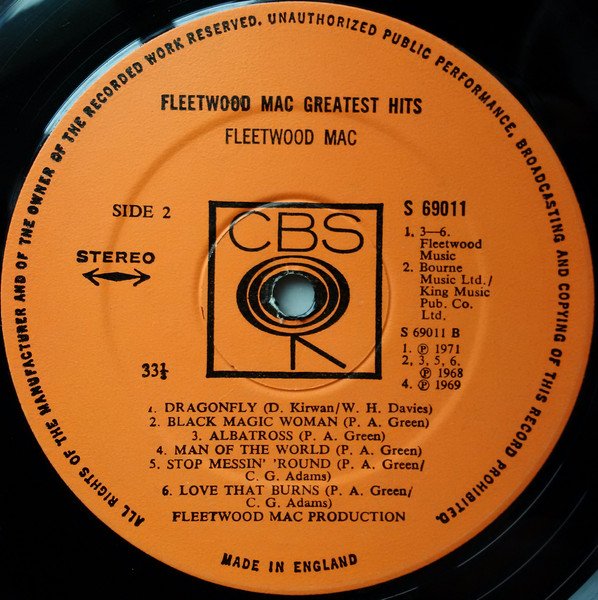 ALL RIGHTS OF THE MANUFACTURER AND OF THE OWNER OF THE RECORDED WORK RESERVED. UNAUTHORIZED PUBLIC PERFORMANCE, BROADCASTING AND COPYING OF THIS RECORD PROHIBITED.
FLEETWOOD MAC GREATEST HITS
FLEETWOOD MAC
SIDE 2
STEREO
33⅓
CBS
S 69011
1, 3—6.
Fleetwood
Music
2. Bourne
Music Ltd./
King Music
Pub. Co.
Ltd.
S 69011 B
1. ℗ 1971
2, 3, 5, 6.
℗ 1968
4. ℗ 1969
1. DRAGONFLY (D. Kirwan/W. H. Davies)
2. BLACK MAGIC WOMAN (P. A. Green)
3. ALBATROSS (P. A. Green)
4. MAN OF THE WORLD (P. A. Green)
5. STOP MESSIN' 'ROUND (P. A. Green/
C. G. Adams)
6. LOVE THAT BURNS (P. A. Green/
C. G. Adams)
FLEETWOOD MAC PRODUCTION
MADE IN ENGLAND